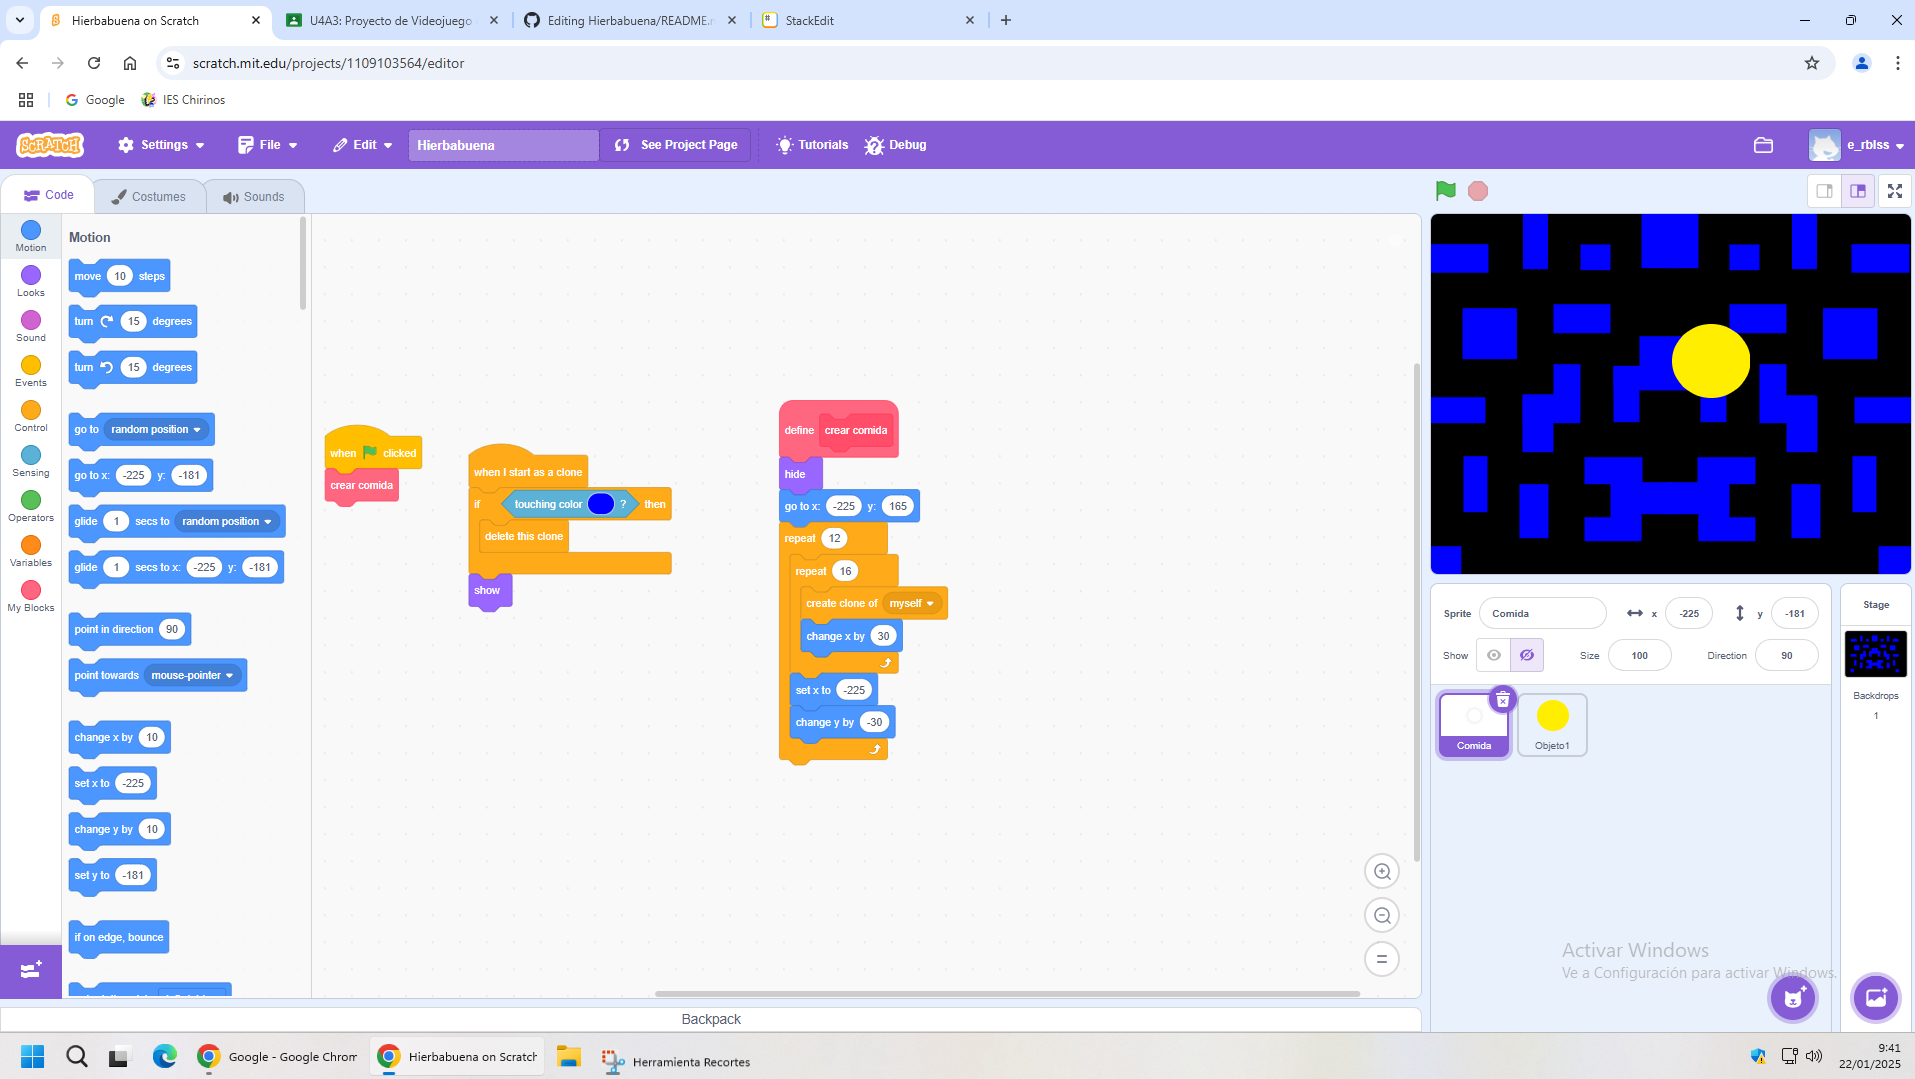 Hierbabuena on Scratch
U4A3: Proyecto de Videojuego
Editing Hierbabuena/README.
StackEdit
scratch.mit.edu/projects/1109103564/editor
Google
IES Chirinos
SCRATCH
Settings
File
Edit
Hierbabuena
See Project Page
Tutorials
Debug
e_rblss
Code
Costumes
Sounds
Motion
Looks
Sound
Events
Control
Sensing
Operators
Variables
My Blocks
Motion
move 10 steps
turn 15 degrees
turn 15 degrees
go to random position
go to x: -225 y: -181
glide 1 secs to random position
glide 1 secs to x: -225 y: -181
point in direction 90
point towards mouse-pointer
change x by 10
set x to -225
change y by 10
set y to -181
if on edge, bounce
when clicked
crear comida
when I start as a clone
if touching color ? then
delete this clone
show
define crear comida
hide
go to x: -225 y: 165
repeat 12
repeat 16
create clone of myself
change x by 30
set x to -225
change y by -30
Sprite Comida x -225 y -181
Show Size 100 Direction 90
Comida
Objeto1
Stage
Backdrops
1
Activar Windows
Ve a Configuración para activar Windows.
Backpack
Google - Google Chrom
Hierbabuena on Scratch
Herramienta Recortes
9:41
22/01/2025